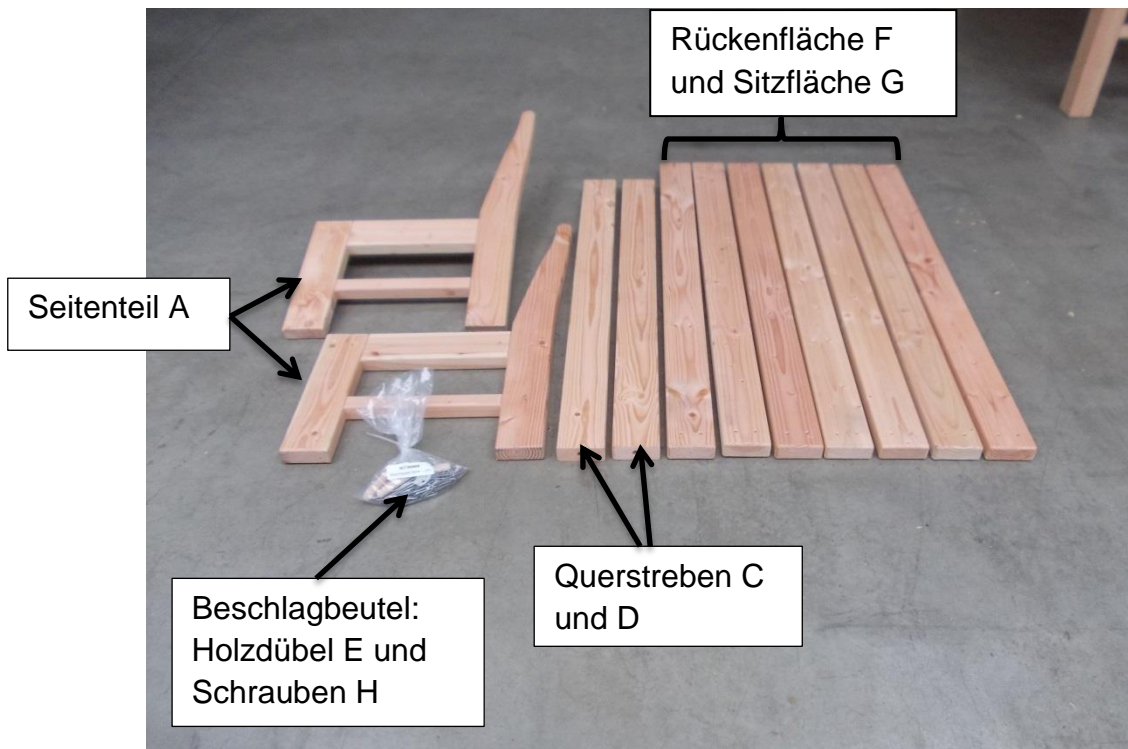 Rückenfläche F
und Sitzfläche G
Seitenteil A
Querstreben C
und D
Beschlagbeutel:
Holzdübel E und
Schrauben H